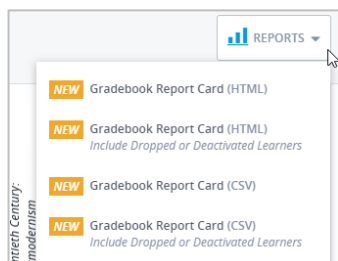 REPORTS
NEW Gradebook Report Card (HTML)
NEW Gradebook Report Card (HTML)
Include Dropped or Deactivated Learners
NEW Gradebook Report Card (CSV)
NEW Gradebook Report Card (CSV)
Include Dropped or Deactivated Learners
Century: